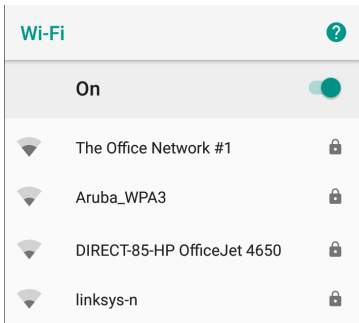 Wi-Fi
?
On
The Office Network #1
Aruba_WPA3
DIRECT-85-HP OfficeJet 4650
linksys-n